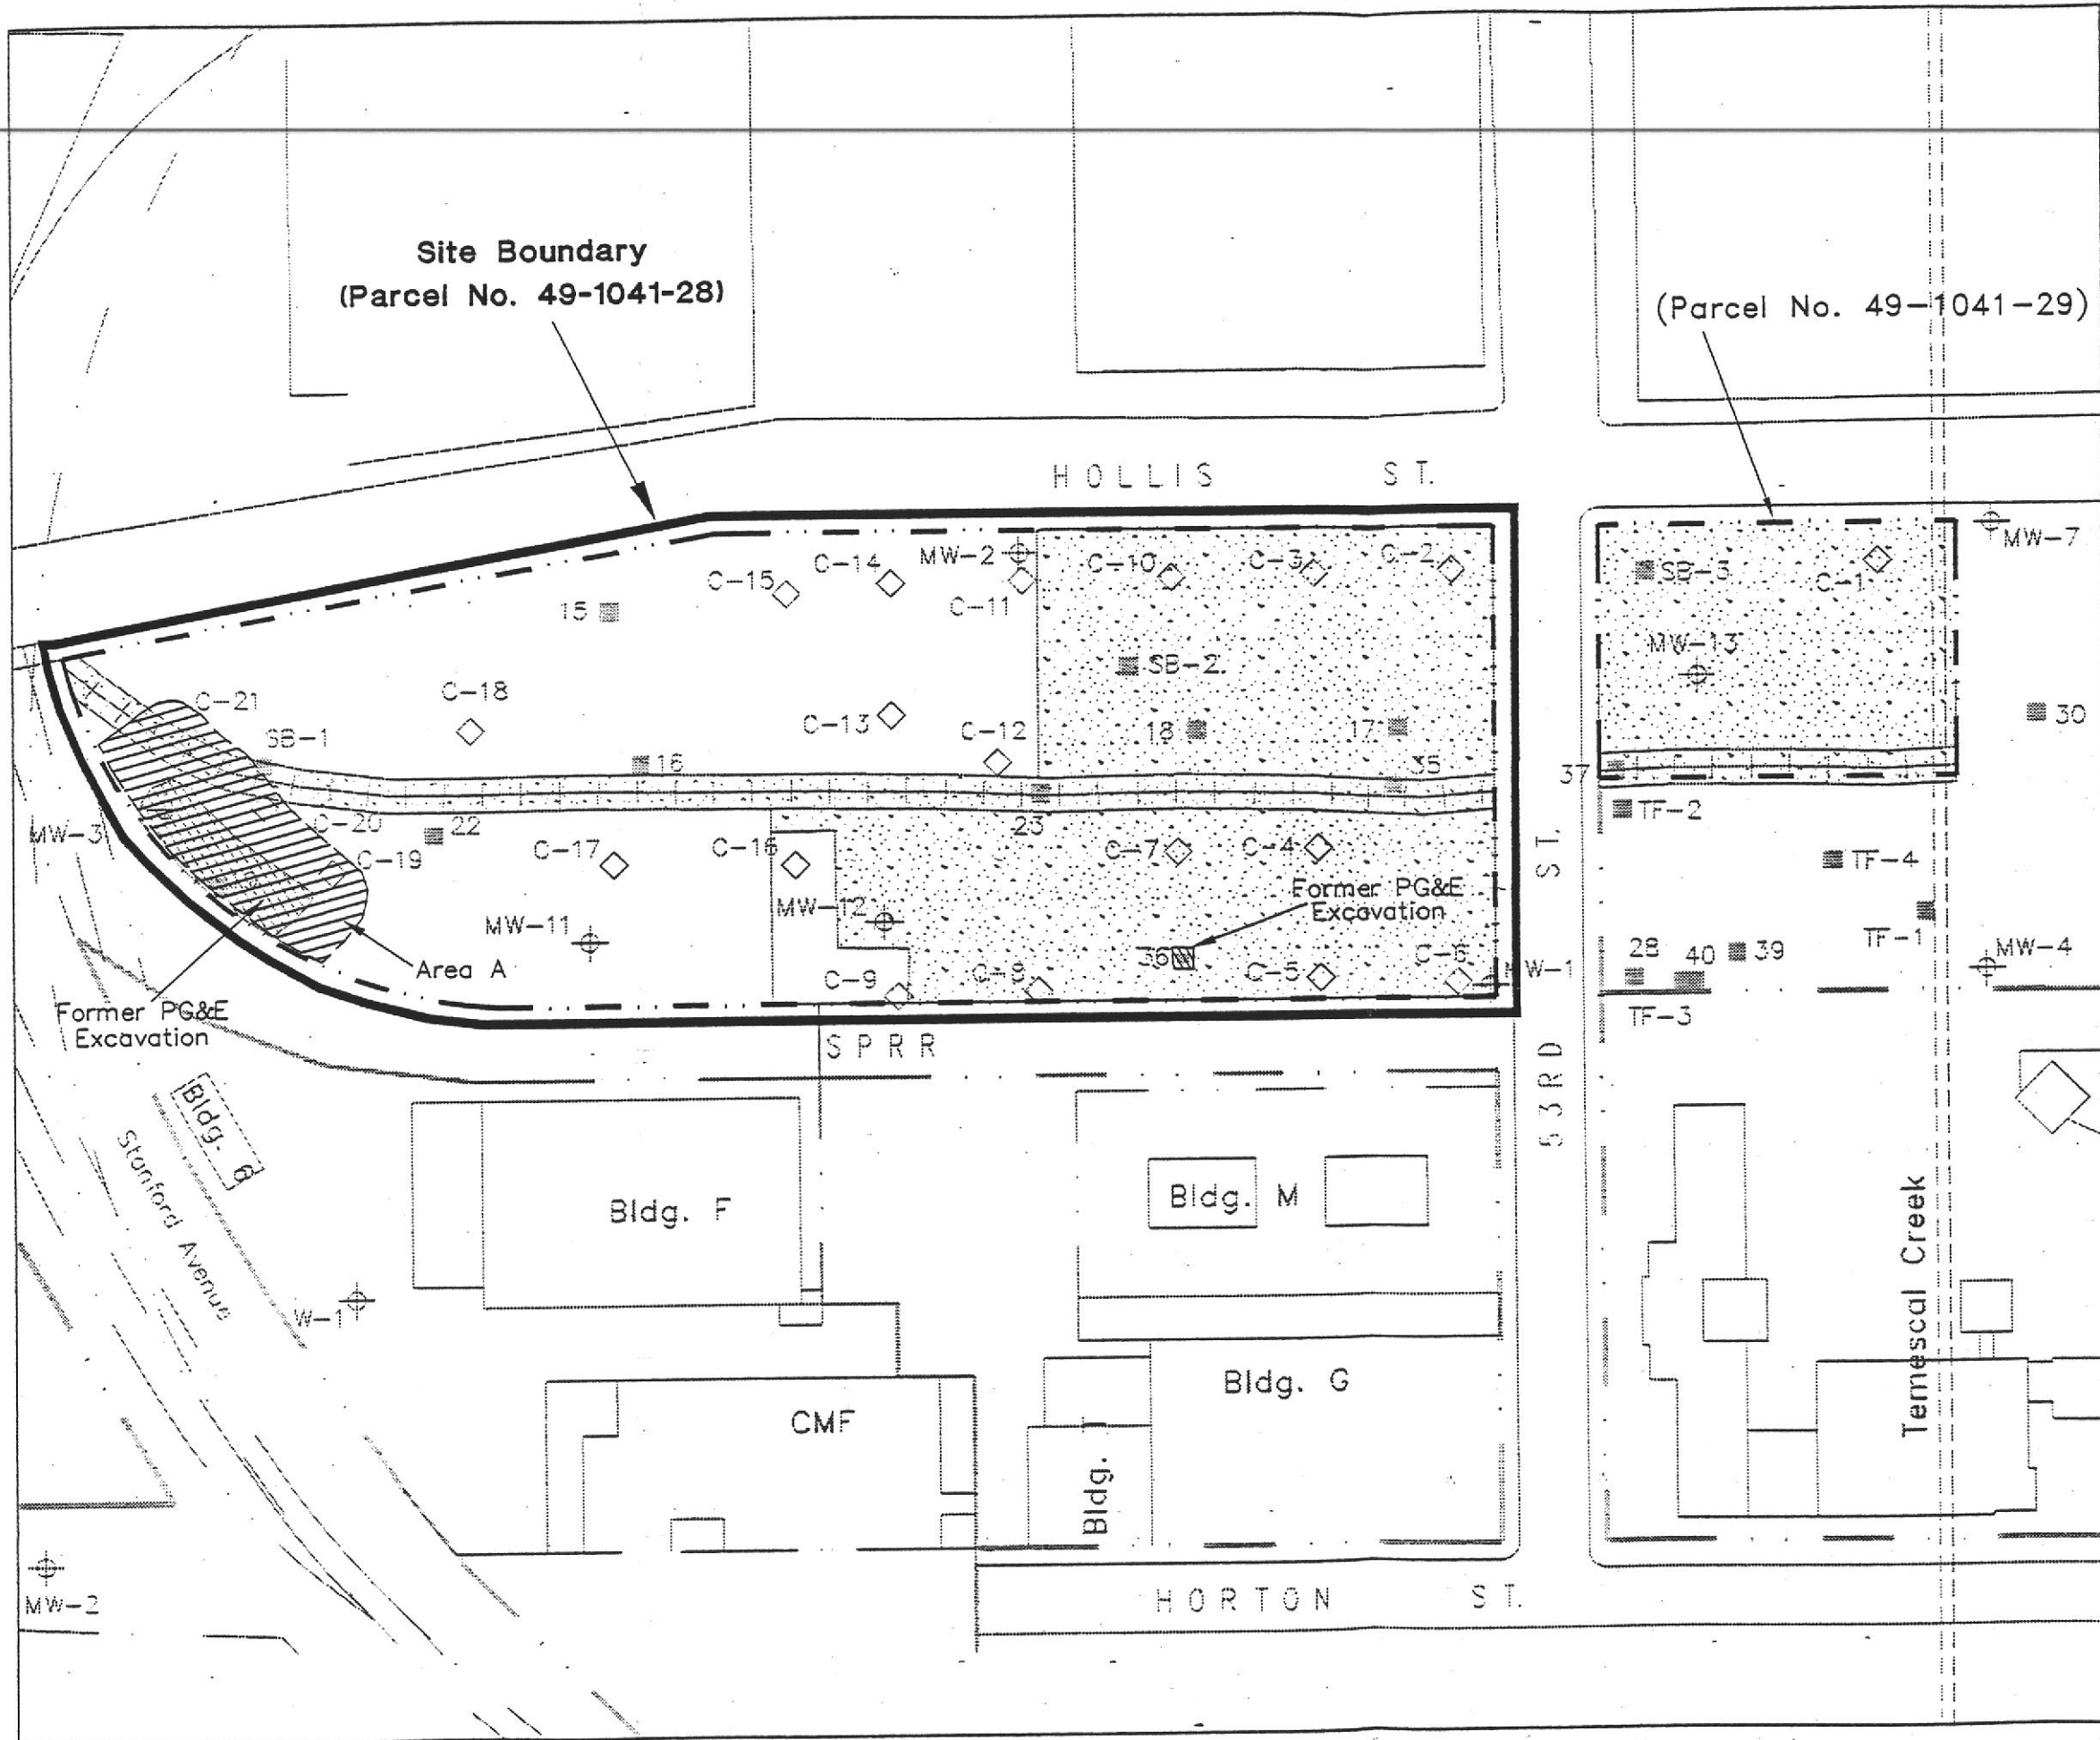 Site Boundary
(Parcel No. 49-1041-28)
(Parcel No. 49-1041-29)
HOLLIS ST.
MW-7
MW-2
C-14
C-15
C-11
C-10
C-3
C-2
SB-3
C-1
15
MW-13
SB-2
C-21
C-18
C-13
C-12
18
17
30
SB-1
16
35
37
MW-3
C-20
22
23
TF-2
C-19
C-17
C-16
C-7
C-4
TF-4
Former PG&E
Excavation
MW-12
MW-11
36
C-5
C-6
MW-1
TF-1
MW-4
28
40
39
Area A
C-9
C-8
TF-3
Former PG&E
Excavation
SPRR
53RD ST.
Bldg. 6
Stanford Avenue
Bldg. F
Bldg. M
Temescal Creek
W-1
Bldg. G
CMF
Bldg.
HORTON ST.
MW-2